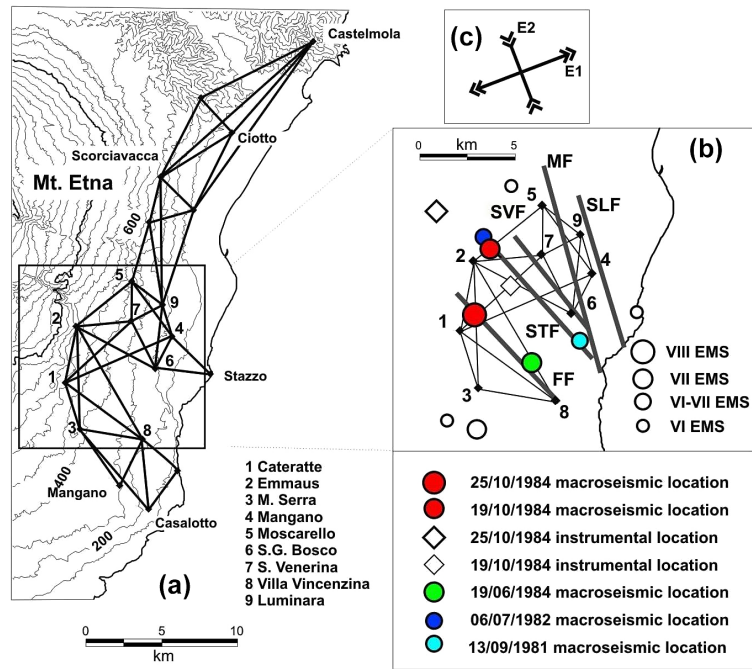 Castelmola
Ciotto
Scorciavacca
Mt. Etna
600
5
9
7
2
4
6
1
Stazzo
3
8
400
Mangano
Casalotto
200
(a)
1 Cateratte
2 Emmaus
3 M. Serra
4 Mangano
5 Moscarello
6 S.G. Bosco
7 S. Venerina
8 Villa Vincenzina
9 Luminara
0 5 10
km
(c)
E2
E1
km
0 5
(b)
MF
SLF
SVF
5
9
7
2
4
6
1
STF
FF
3
8
VIII EMS
VII EMS
VI-VII EMS
VI EMS
25/10/1984 macroseismic location
19/10/1984 macroseismic location
25/10/1984 instrumental location
19/10/1984 instrumental location
19/06/1984 macroseismic location
06/07/1982 macroseismic location
13/09/1981 macroseismic location